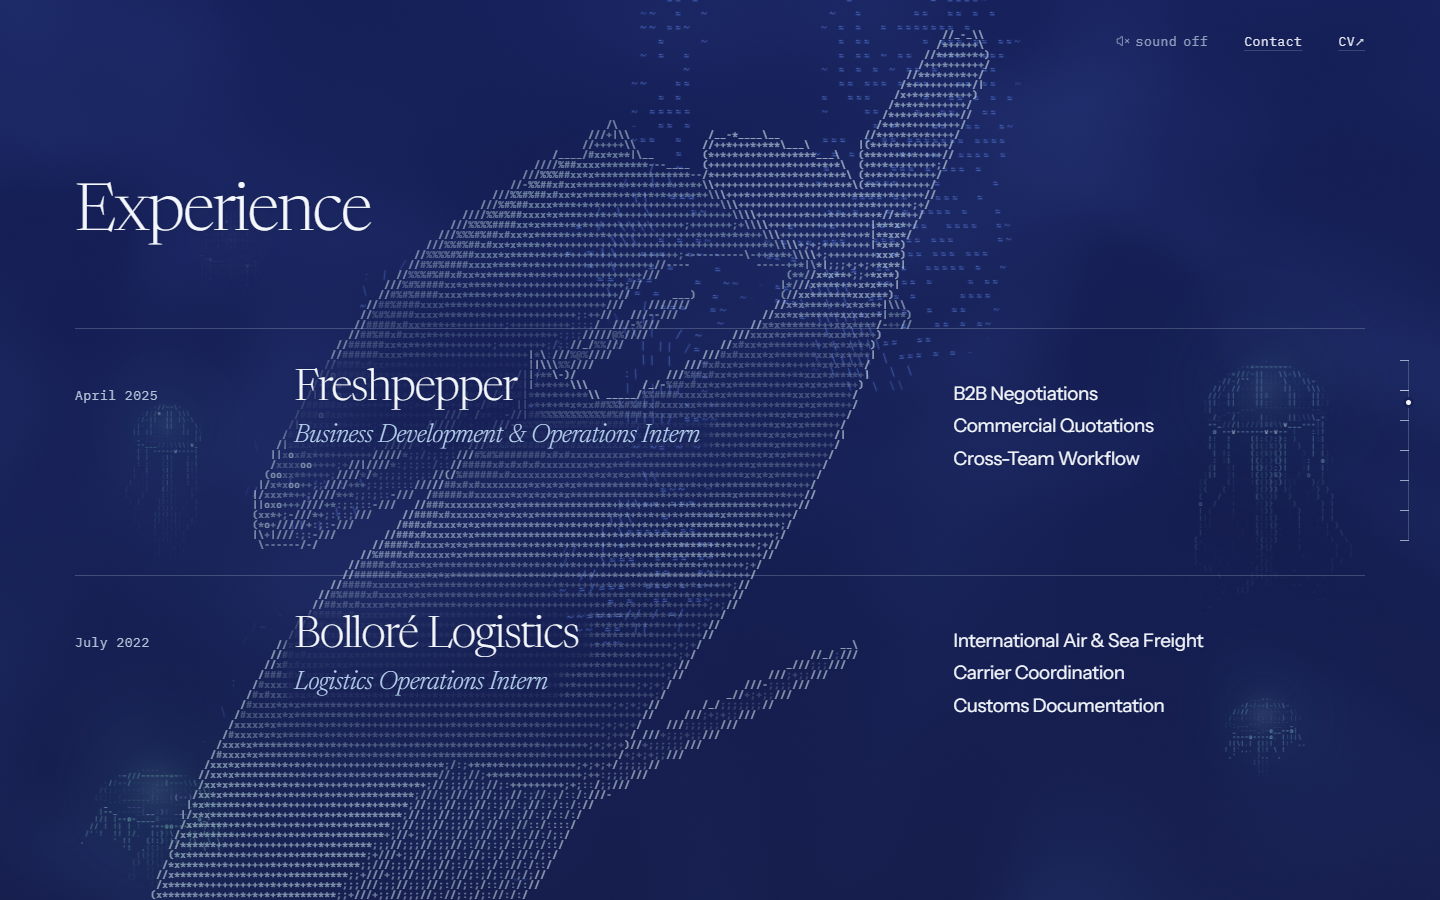 sound off
Contact
CV↗
Experience
April 2025
Freshpepper
Business Development & Operations Intern
B2B Negotiations
Commercial Quotations
Cross-Team Workflow
July 2022
Bolloré Logistics
Logistics Operations Intern
International Air & Sea Freight
Carrier Coordination
Customs Documentation